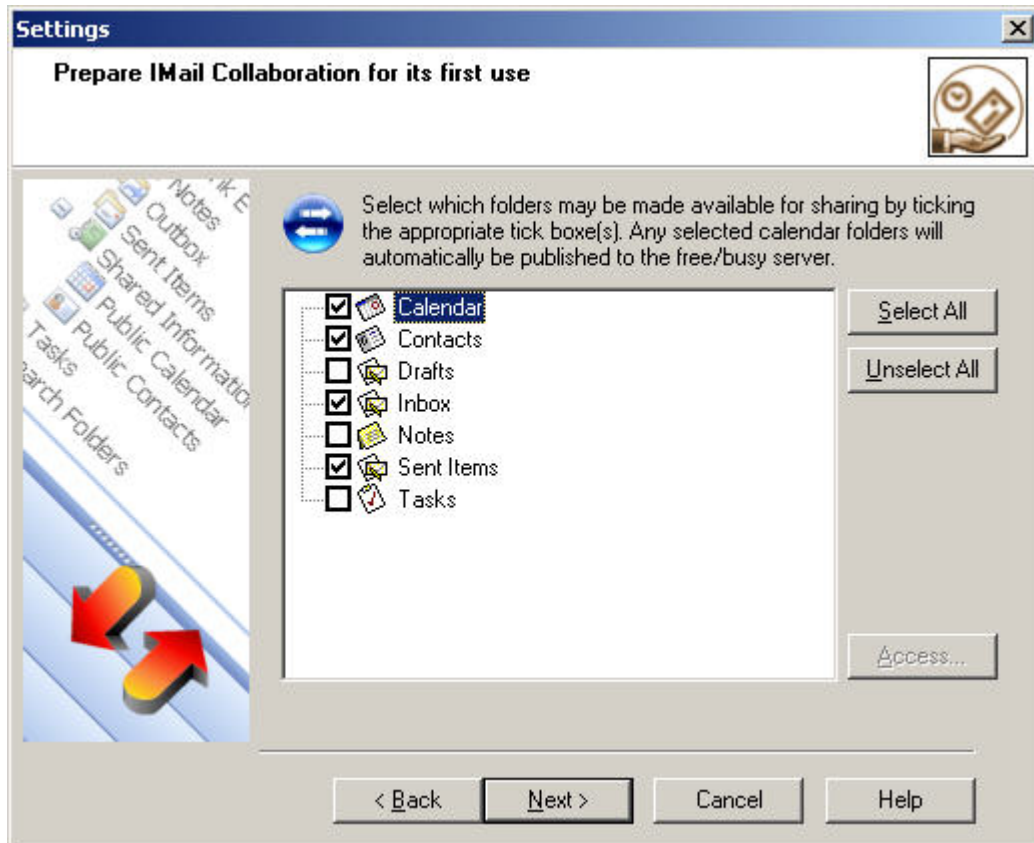 Settings
Prepare IMail Collaboration for its first use
Notes
Outbox
Sent Items
Shared Information
Public Calendar
Public Contacts
Tasks
arch Folders
Select which folders may be made available for sharing by ticking
the appropriate tick box(s). Any selected calendar folders will
automatically be published to the free/busy server.
Calendar
Contacts
Drafts
Inbox
Notes
Sent Items
Tasks
Select All
Unselect All
Access...
< Back
Next >
Cancel
Help